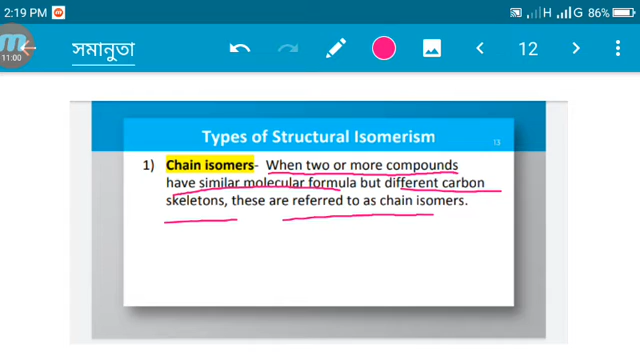 2:19 PM H G 86%
11:00 সমানুতা 12
Types of Structural Isomerism
13
1) Chain isomers- When two or more compounds
have similar molecular formula but different carbon
skeletons, these are referred to as chain isomers.